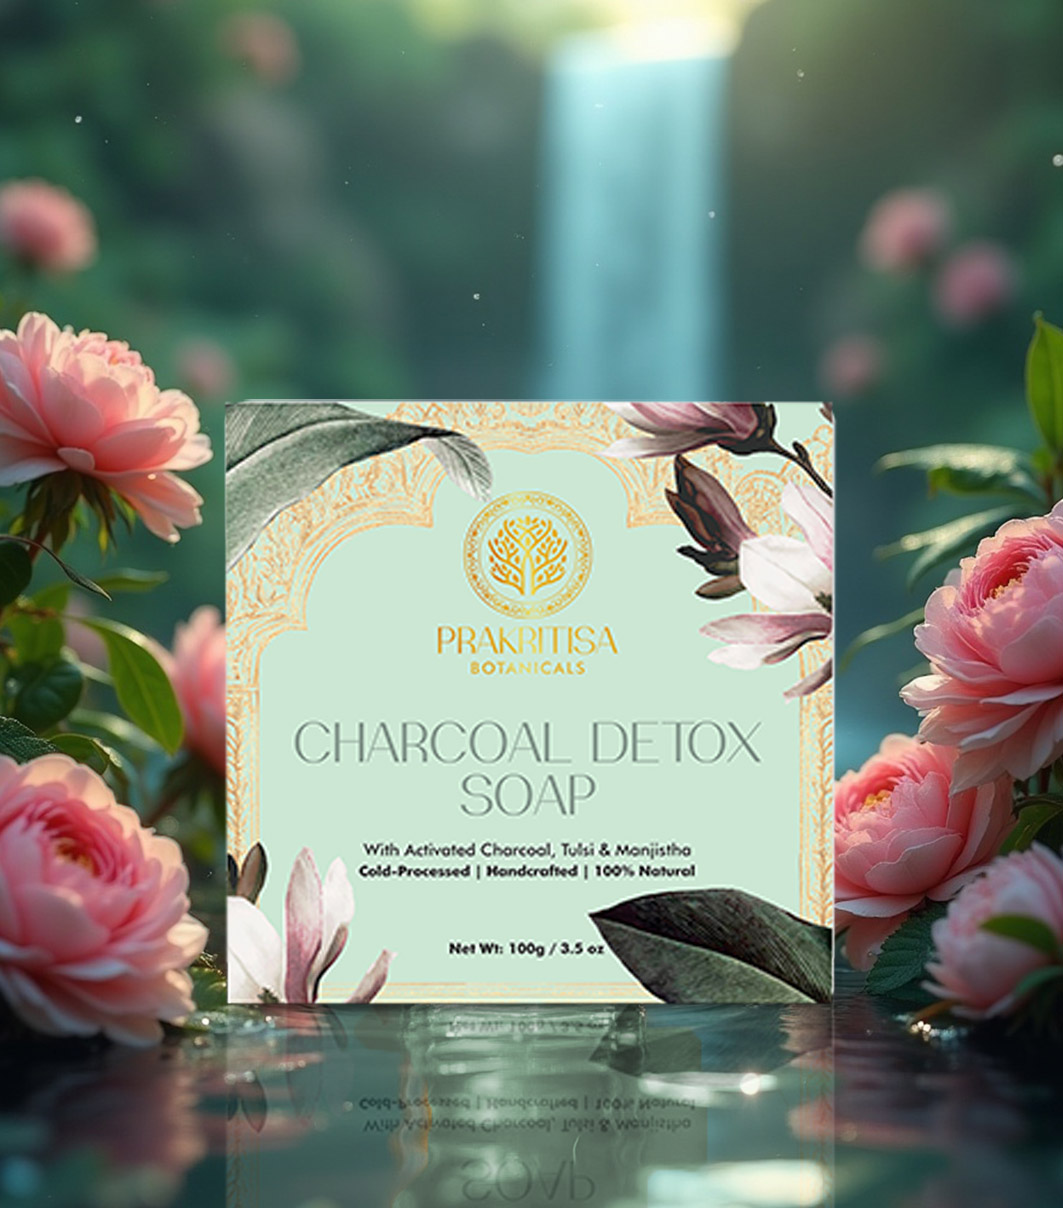 PRAKRITISA
BOTANICALS
CHARCOAL DETOX
SOAP
With Activated Charcoal, Tulsi & Manjistha
Cold-Processed | Handcrafted | 100% Natural
Net Wt: 100g / 3.5 oz